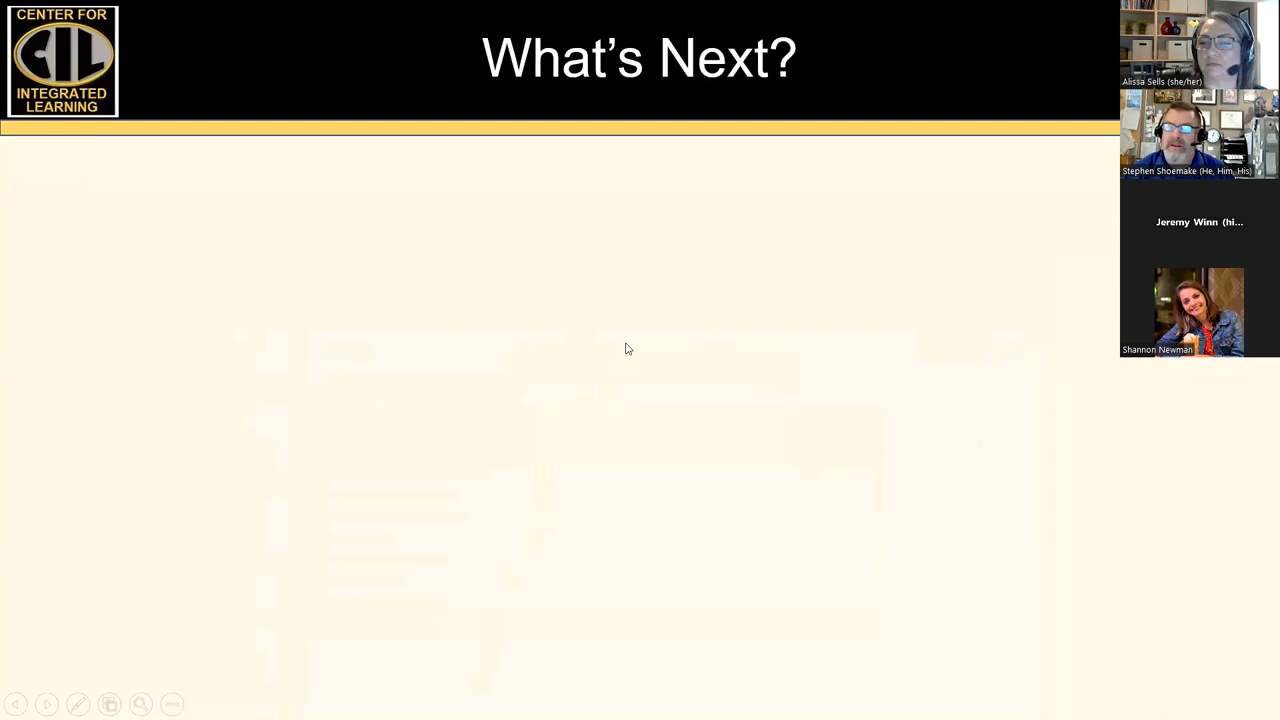 CENTER FOR
CIL
INTEGRATED
LEARNING
What's Next?
Alissa Sells (she/her)
Stephen Shoemake (He, Him, His)
Jeremy Winn (hi...
Shannon Newman